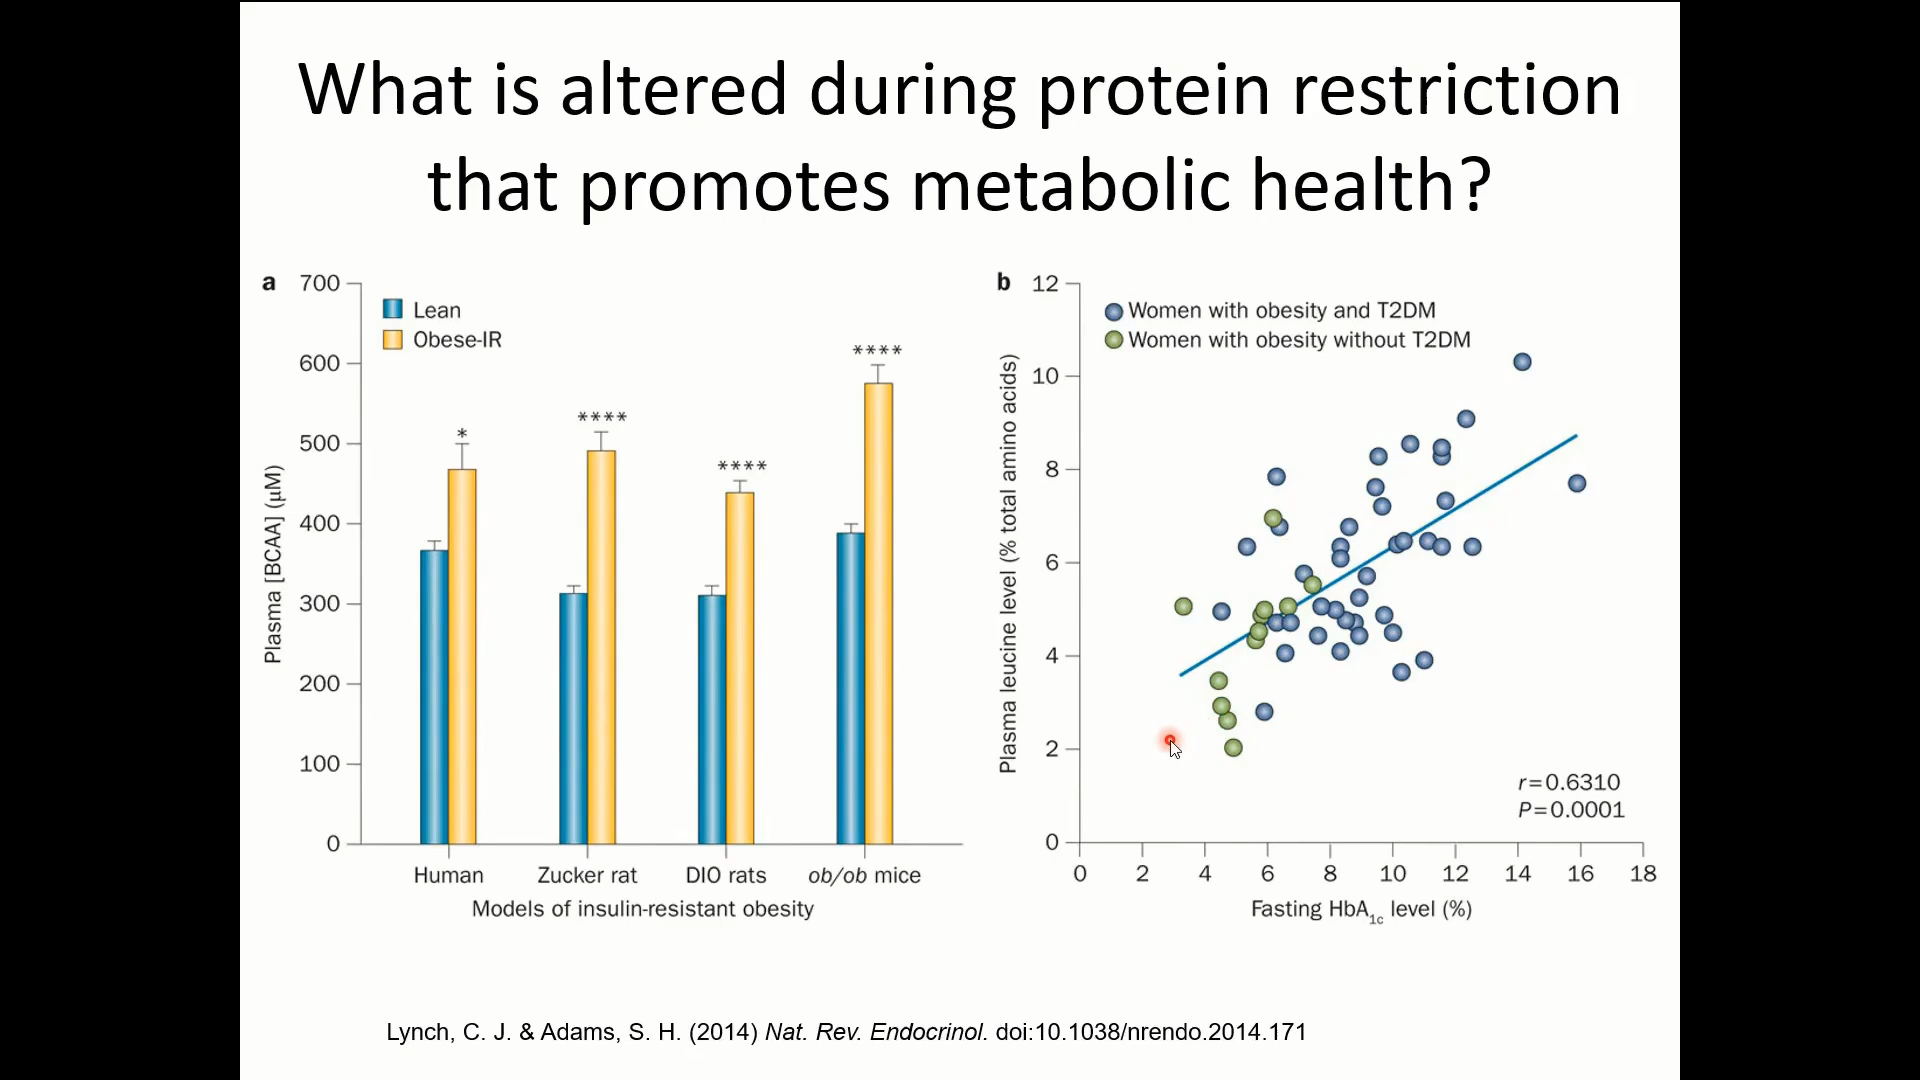 What is altered during protein restriction
that promotes metabolic health?
a
700
600
500
400
300
200
100
0
Plasma [BCAA] (μM)
Lean
Obese-IR
*
****
****
****
Human
Zucker rat
DIO rats
ob/ob mice
Models of insulin-resistant obesity
b
12
10
8
6
4
2
0
Plasma leucine level (% total amino acids)
Women with obesity and T2DM
Women with obesity without T2DM
r=0.6310
P=0.0001
0 2 4 6 8 10 12 14 16 18
Fasting HbA1c level (%)
Lynch, C. J. & Adams, S. H. (2014) Nat. Rev. Endocrinol. doi:10.1038/nrendo.2014.171